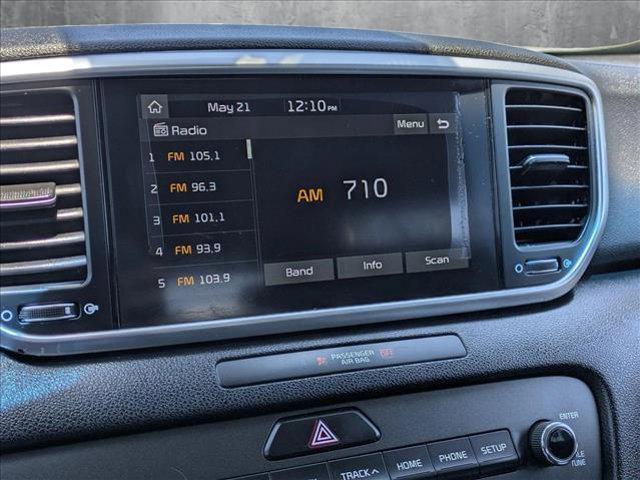 May 21 12:10 PM
Radio Menu
1 FM 105.1
2 FM 96.3
3 FM 101.1
4 FM 93.9
5 FM 103.9
AM 710
Band Info Scan
PASSENGER
AIR BAG OFF
ENTER
TRACK HOME PHONE SETUP
TUNE